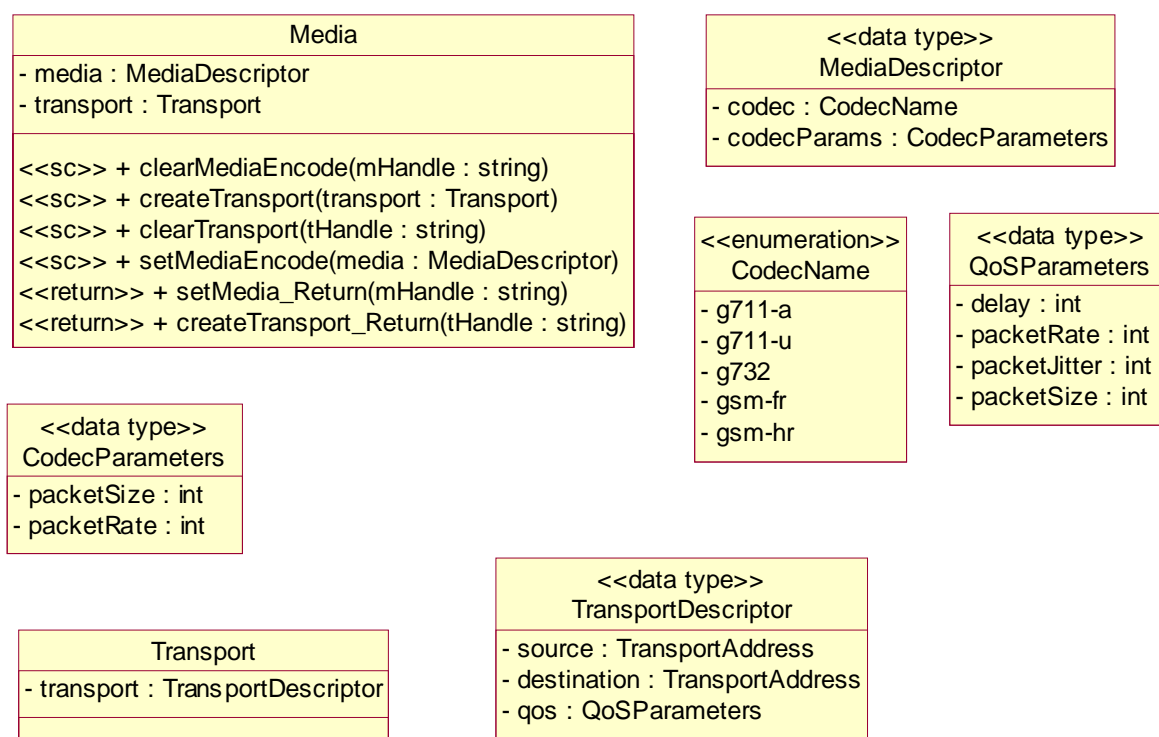 Media
- media : MediaDescriptor
- transport : Transport
<<sc>> + clearMediaEncode(mHandle : string)
<<sc>> + createTransport(transport : Transport)
<<sc>> + clearTransport(tHandle : string)
<<sc>> + setMediaEncode(media : MediaDescriptor)
<<return>> + setMedia_Return(mHandle : string)
<<return>> + createTransport_Return(tHandle : string)
<<data type>>
MediaDescriptor
- codec : CodecName
- codecParams : CodecParameters
<<enumeration>>
CodecName
- g711-a
- g711-u
- g732
- gsm-fr
- gsm-hr
<<data type>>
QoSParameters
- delay : int
- packetRate : int
- packetJitter : int
- packetSize : int
<<data type>>
CodecParameters
- packetSize : int
- packetRate : int
<<data type>>
TransportDescriptor
- source : TransportAddress
- destination : TransportAddress
- qos : QoSParameters
Transport
- transport : TransportDescriptor